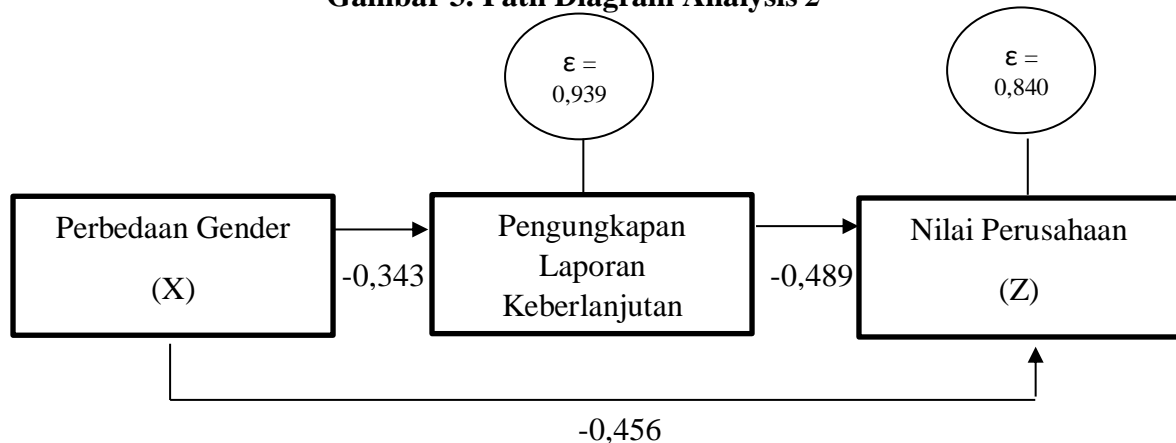 Gambar 3. Path Diagram Analysis 2
ε =
0,939
ε =
0,840
Perbedaan Gender
(X)
-0,343
Pengungkapan
Laporan
Keberlanjutan
-0,489
Nilai Perusahaan
(Z)
-0,456